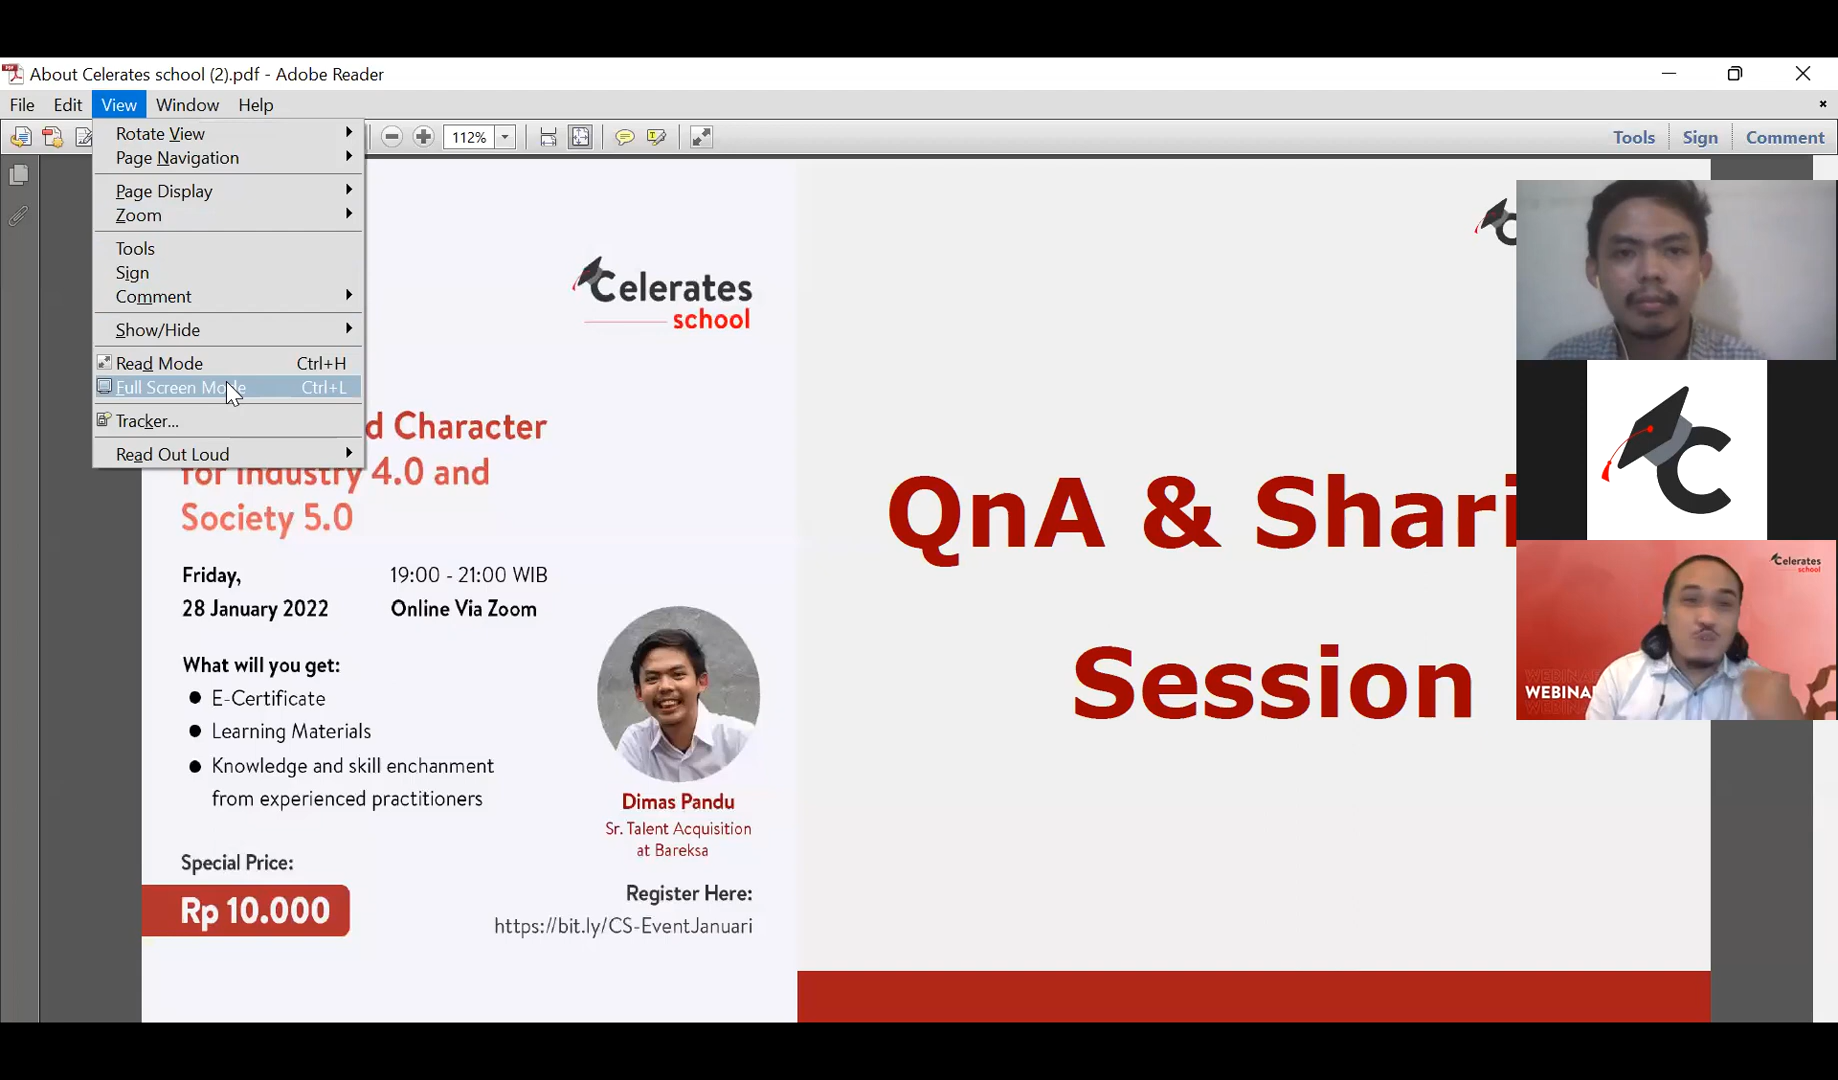 About Celerates school (2).pdf - Adobe Reader
File Edit View Window Help
112% Tools Sign Comment
Rotate View
Page Navigation
Page Display
Zoom
Tools
Sign
Comment
Show/Hide
Read Mode Ctrl+H
Full Screen Mode Ctrl+L
Tracker...
Read Out Loud
Celerates
school
d Character
for Industry 4.0 and
Society 5.0
Friday, 19:00 - 21:00 WIB
28 January 2022 Online Via Zoom
What will you get:
● E-Certificate
● Learning Materials
● Knowledge and skill enchanment
from experienced practitioners
Dimas Pandu
Sr. Talent Acquisition
at Bareksa
Special Price:
Rp 10.000
Register Here:
https://bit.ly/CS-EventJanuari
QnA & Shari
Session
C
Celerates
school
WEBINA
WEBINA
WEBINA